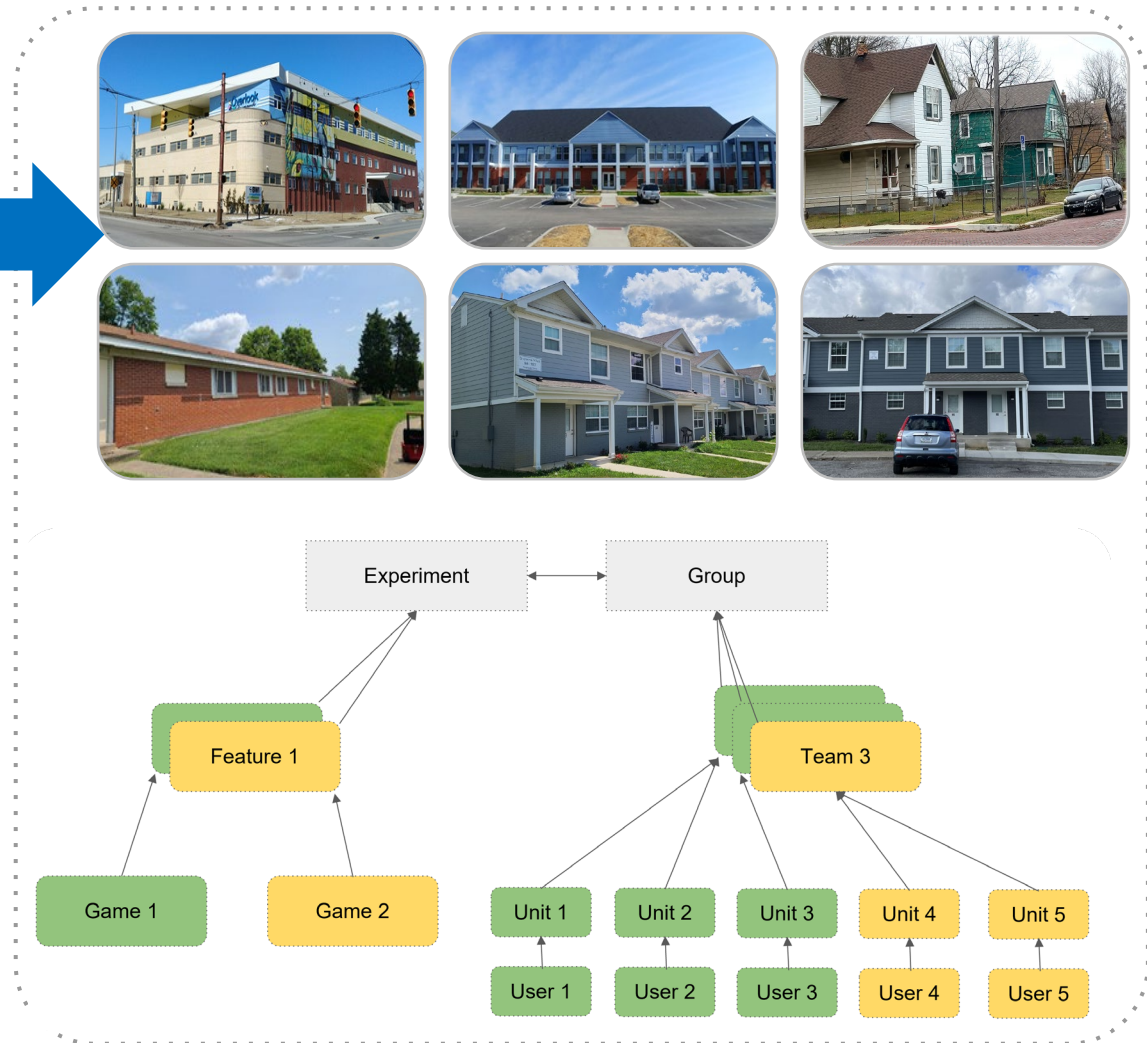 Overlook
Experiment
Group
Feature 1
Team 3
Game 1
Game 2
Unit 1
Unit 2
Unit 3
Unit 4
Unit 5
User 1
User 2
User 3
User 4
User 5